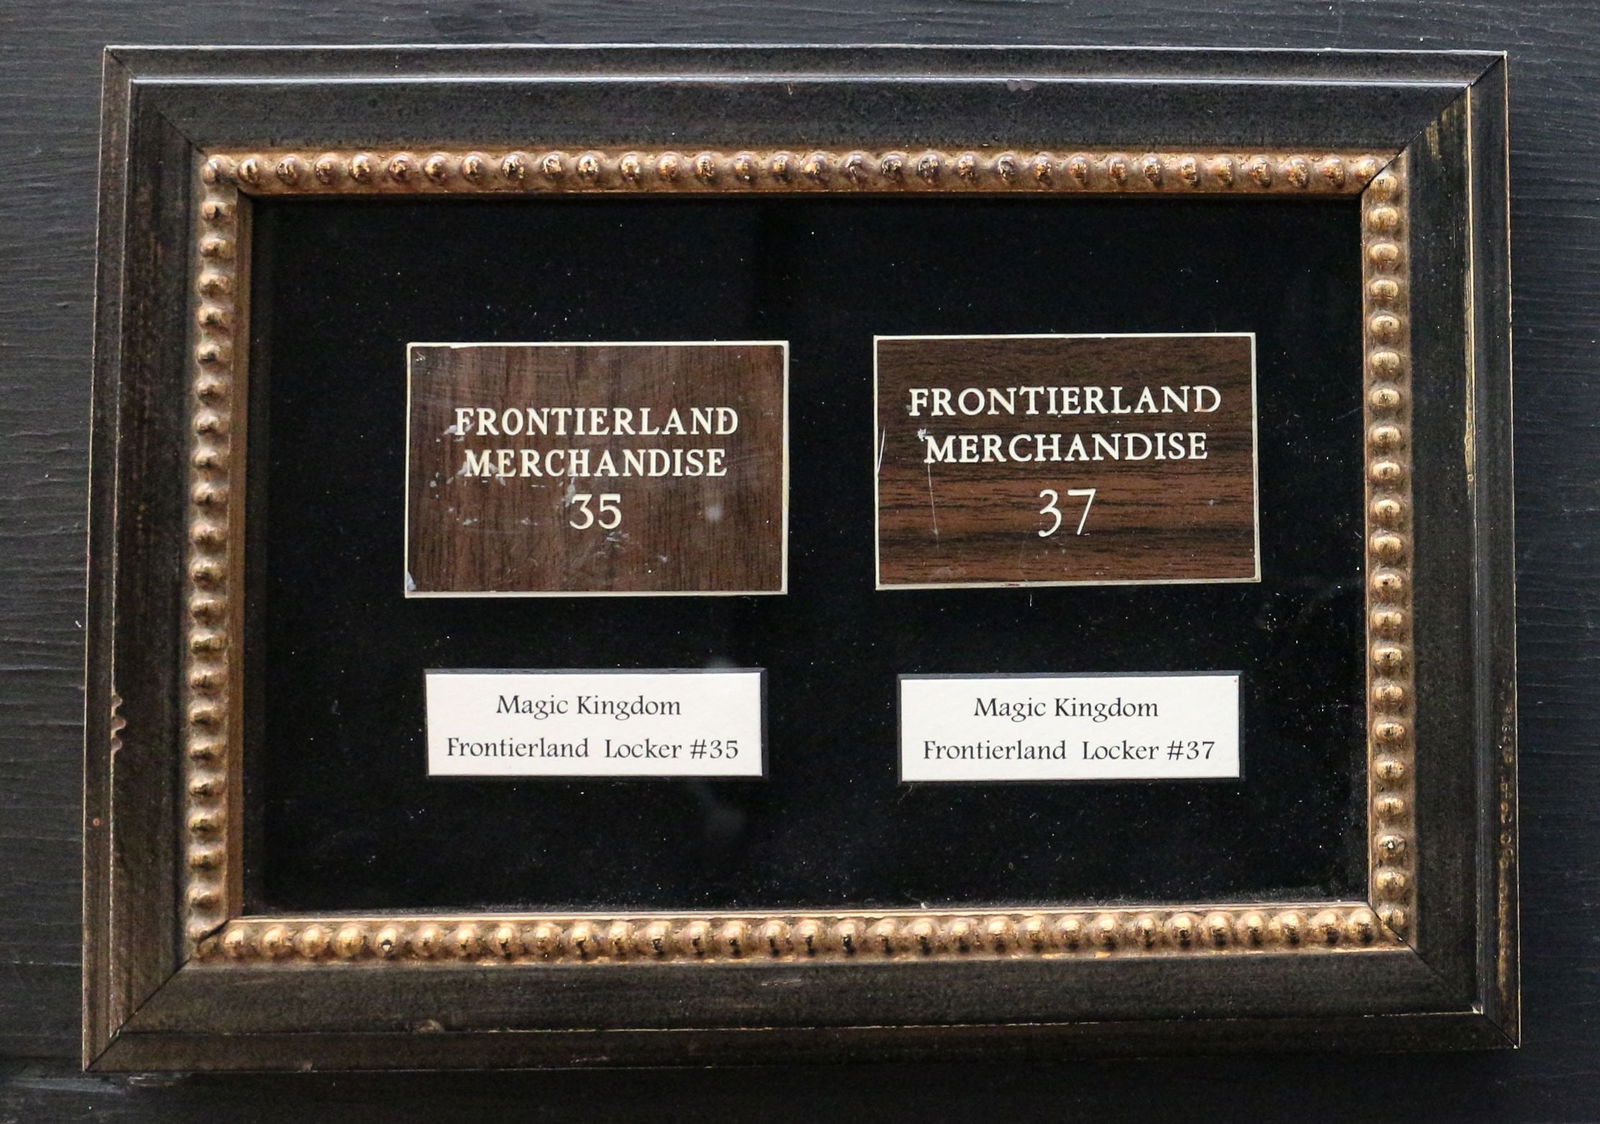 FRONTIERLAND
MERCHANDISE
35
FRONTIERLAND
MERCHANDISE
37
Magic Kingdom
Frontierland Locker #35
Magic Kingdom
Frontierland Locker #37